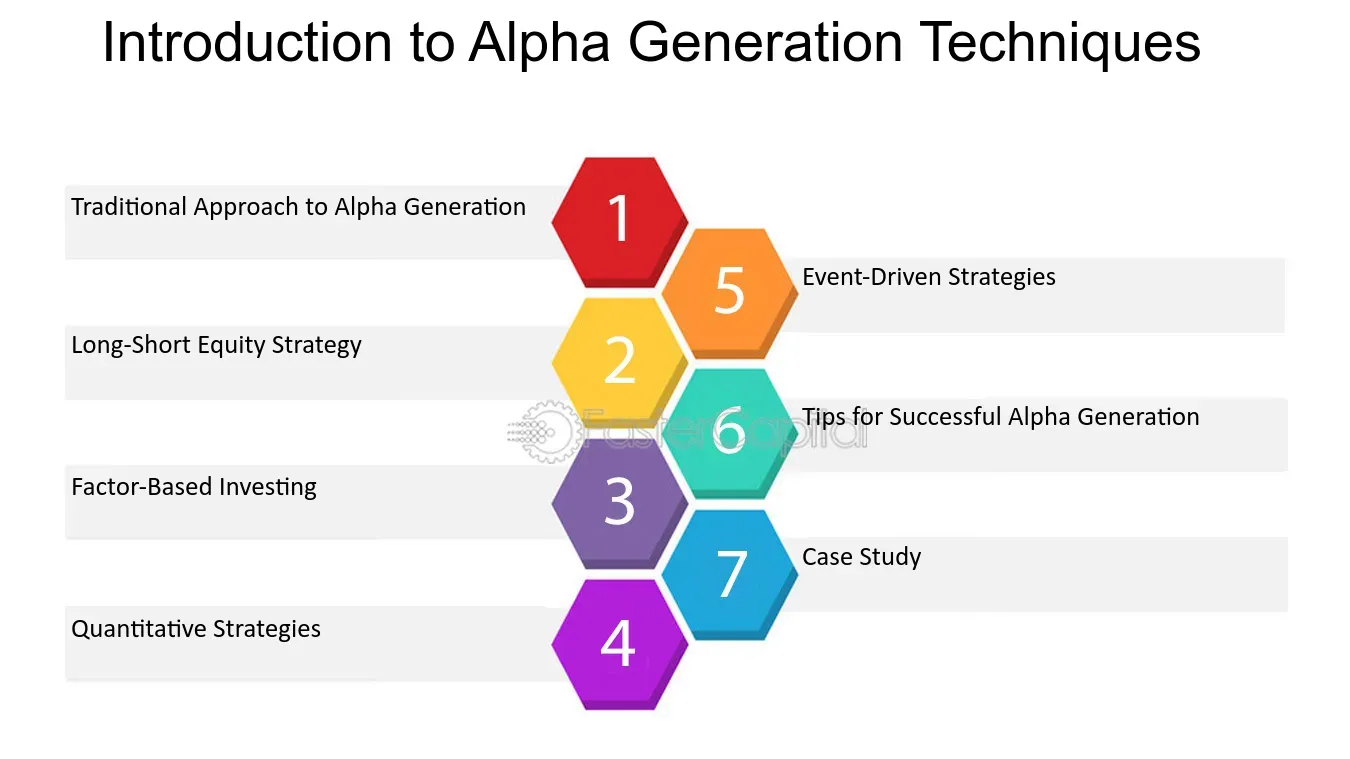 Introduction to Alpha Generation Techniques
Traditional Approach to Alpha Generation
1
Long-Short Equity Strategy
2
Factor-Based Investing
3
Quantitative Strategies
4
5
Event-Driven Strategies
6
Tips for Successful Alpha Generation
7
Case Study
FasterCapital